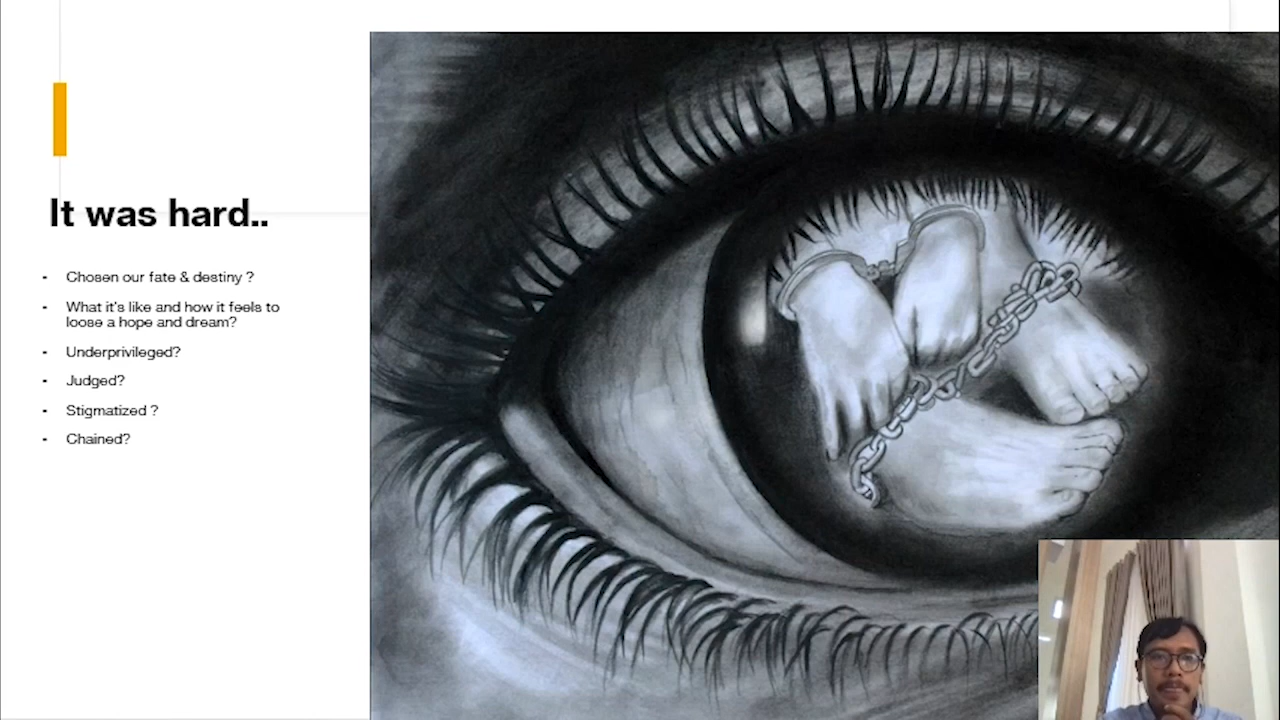 It was hard..
- Chosen our fate & destiny ?
- What it's like and how it feels to
loose a hope and dream?
- Underprivileged?
- Judged?
- Stigmatized ?
- Chained?